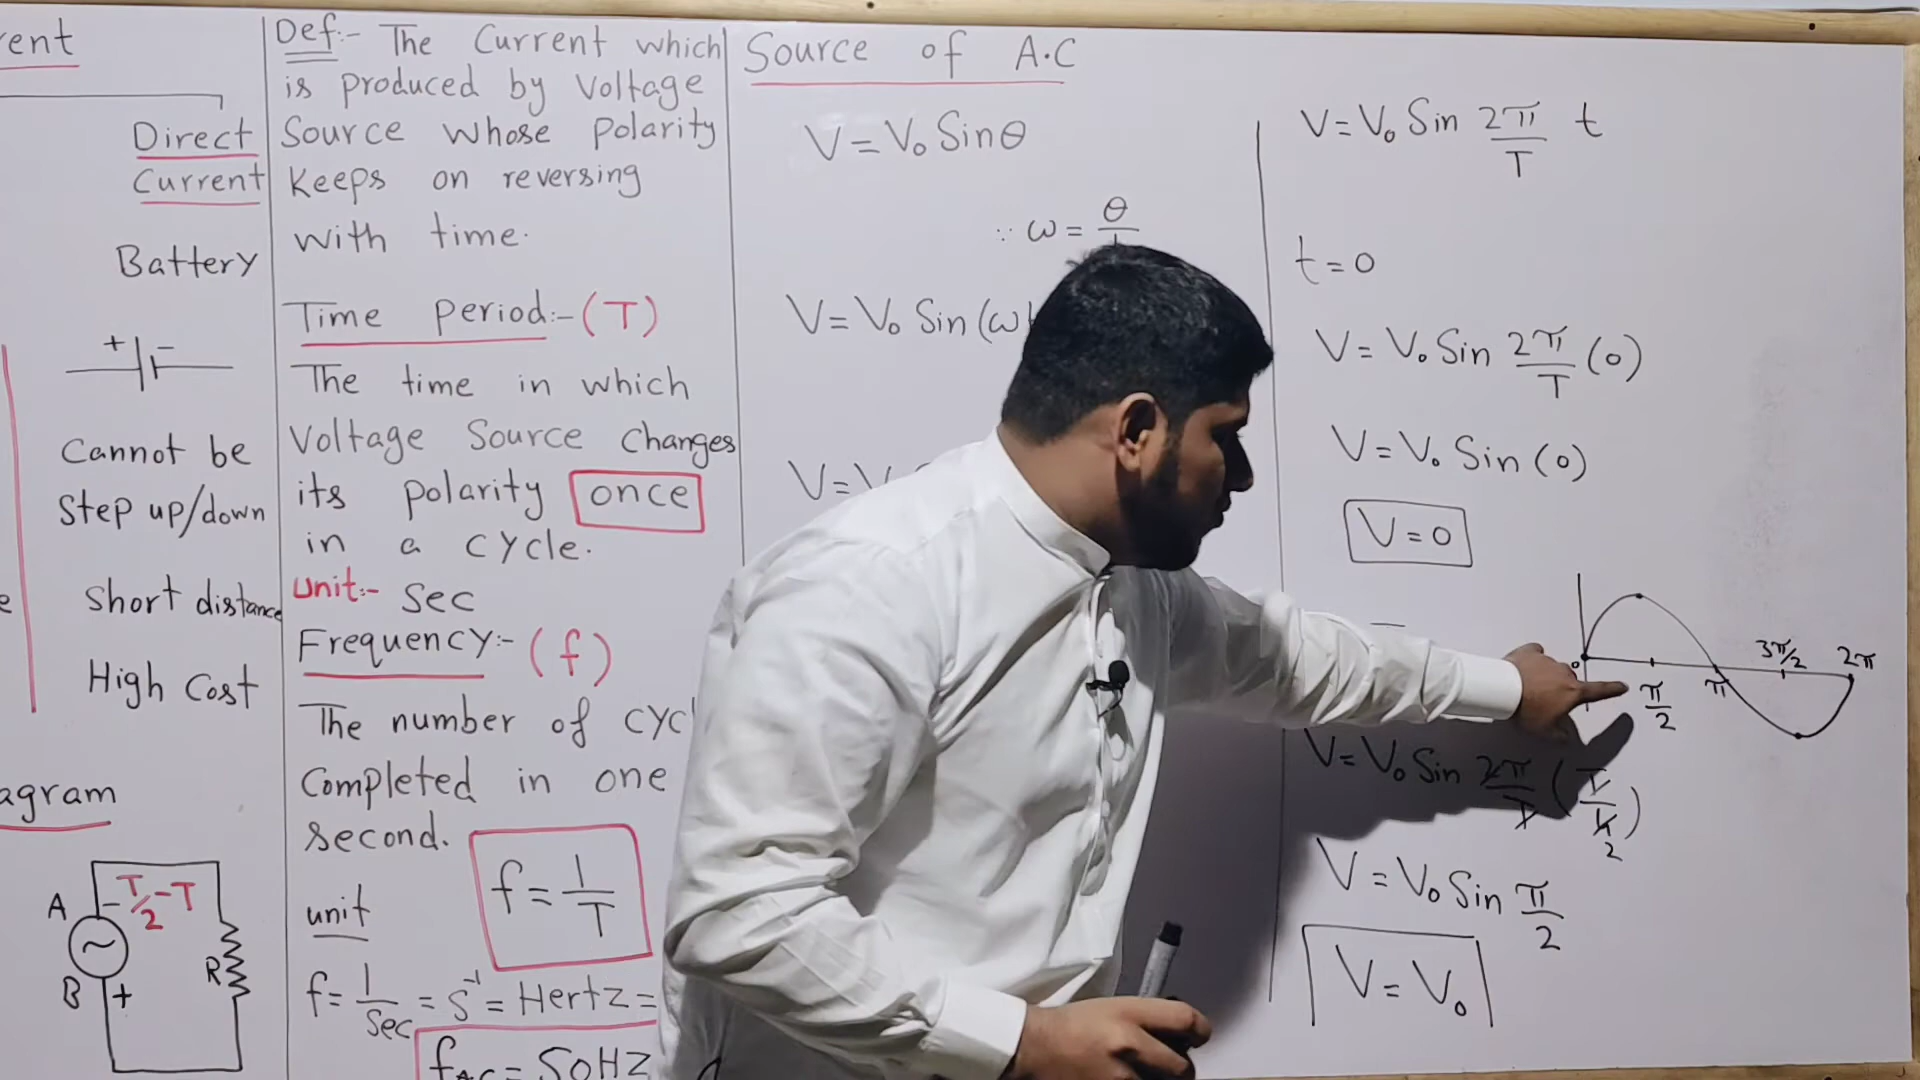 rent
Direct
Current
Battery
+ -
Cannot be
Step up/down
e
Short distance
High Cost
agram
A
- T/2 - T
R
B +
Def:- The Current which
is produced by Voltage
Source whose polarity
Keeps on reversing
with time.
Time period:- (T)
The time in which
Voltage Source changes
its polarity once
in a cycle.
Unit:- Sec
Frequency:- (f)
The number of cyc
Completed in one
second.
f = 1/T
unit
f = 1/Sec = s⁻¹ = Hertz =
f_AC = 50HZ
Source of A.C
V = V₀ Sinθ
∵ ω = θ/
V = V₀ Sin(ω
V = V
V = V₀ Sin 2π/T t
t = 0
V = V₀ Sin 2π/T (0)
V = V₀ Sin (0)
V = 0
0 π/2 π 3π/2 2π
V = V₀ Sin 2π/T (T/4) 2
V = V₀ Sin π/2
V = V₀